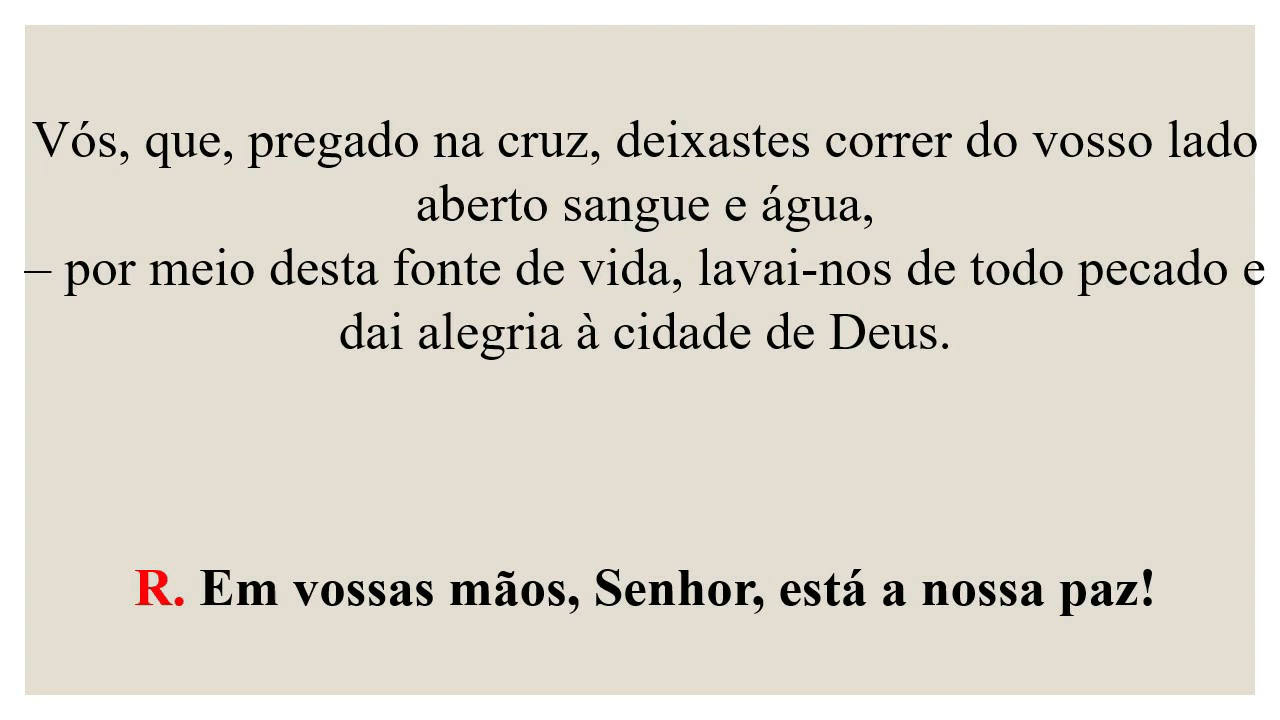 Vós, que, pregado na cruz, deixastes correr do vosso lado
aberto sangue e água,
– por meio desta fonte de vida, lavai-nos de todo pecado e
dai alegria à cidade de Deus.
R. Em vossas mãos, Senhor, está a nossa paz!